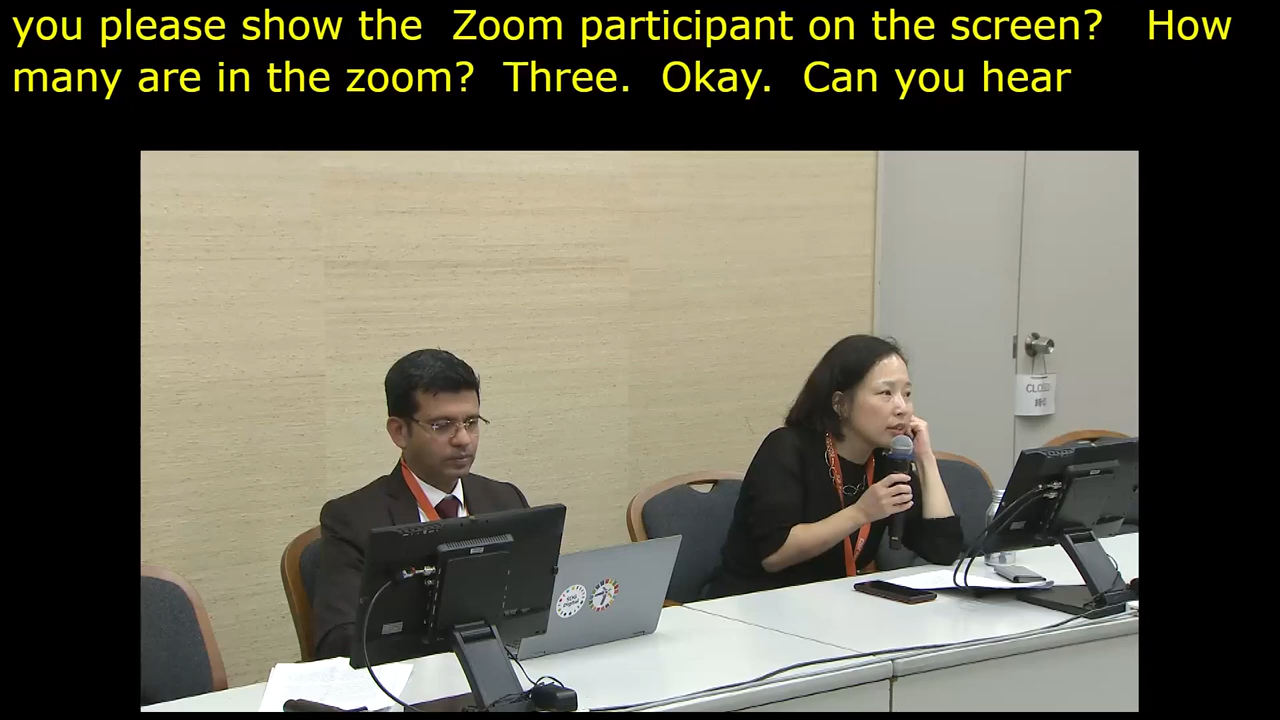 you please show the  Zoom participant on the screen?   How
many are in the zoom?  Three.  Okay.  Can you hear
CLOSED